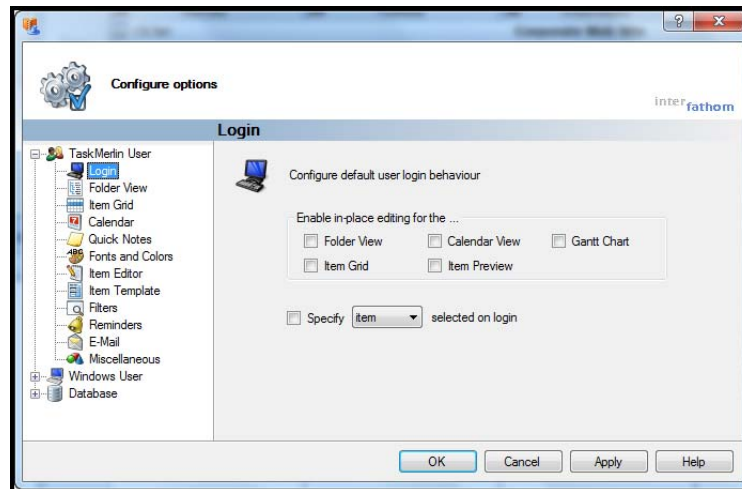 Configure options
inter fathom
Login
TaskMerlin User
Login
Folder View
Item Grid
Calendar
Quick Notes
Fonts and Colors
Item Editor
Item Template
Filters
Reminders
E-Mail
Miscellaneous
Windows User
Database
Configure default user login behaviour
Enable in-place editing for the ...
Folder View Calendar View Gantt Chart
Item Grid Item Preview
Specify item selected on login
OK Cancel Apply Help